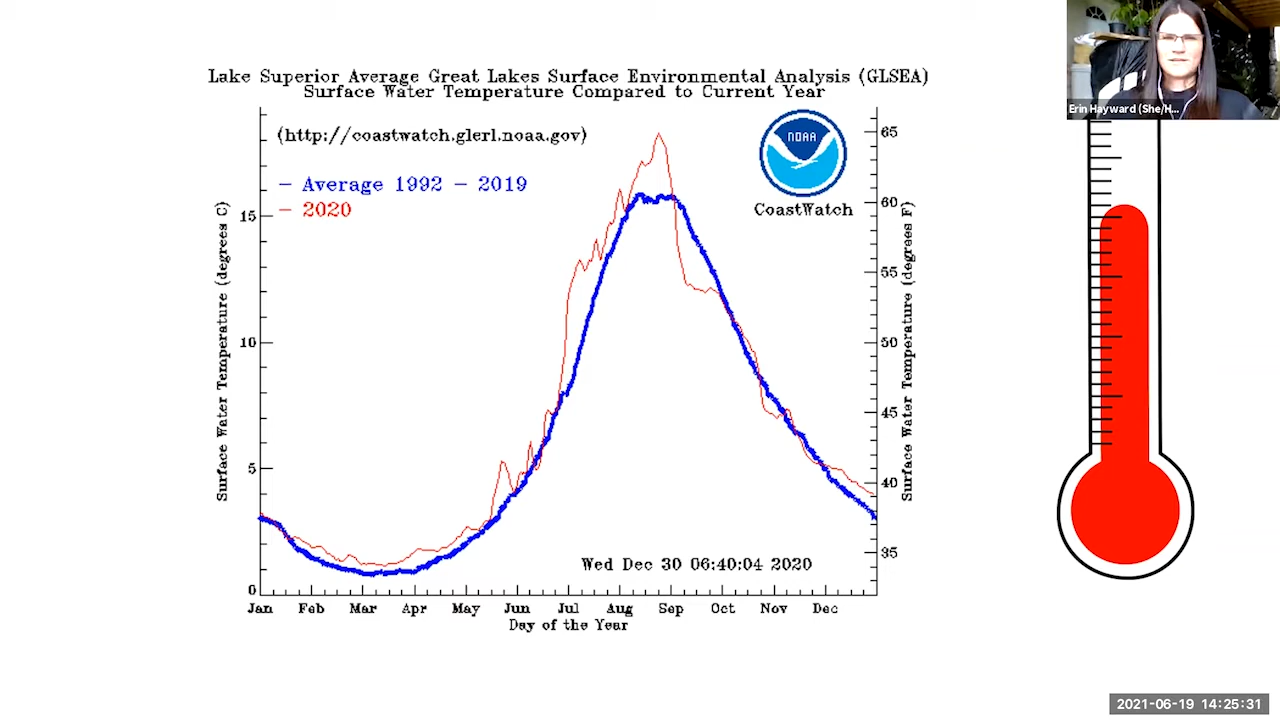 Lake Superior Average Great Lakes Surface Environmental Analysis (GLSEA)
Surface Water Temperature Compared to Current Year
(http://coastwatch.glerl.noaa.gov)
– Average 1992 – 2019
– 2020
NOAA
CoastWatch
Surface Water Temperature (degrees C)
15
10
5
0
Surface Water Temperature (degrees F)
65
60
55
50
45
40
35
Wed Dec 30 06:40:04 2020
Jan Feb Mar Apr May Jun Jul Aug Sep Oct Nov Dec
Day of the Year
Erin Hayward (She/H...
2021-06-19 14:25:31